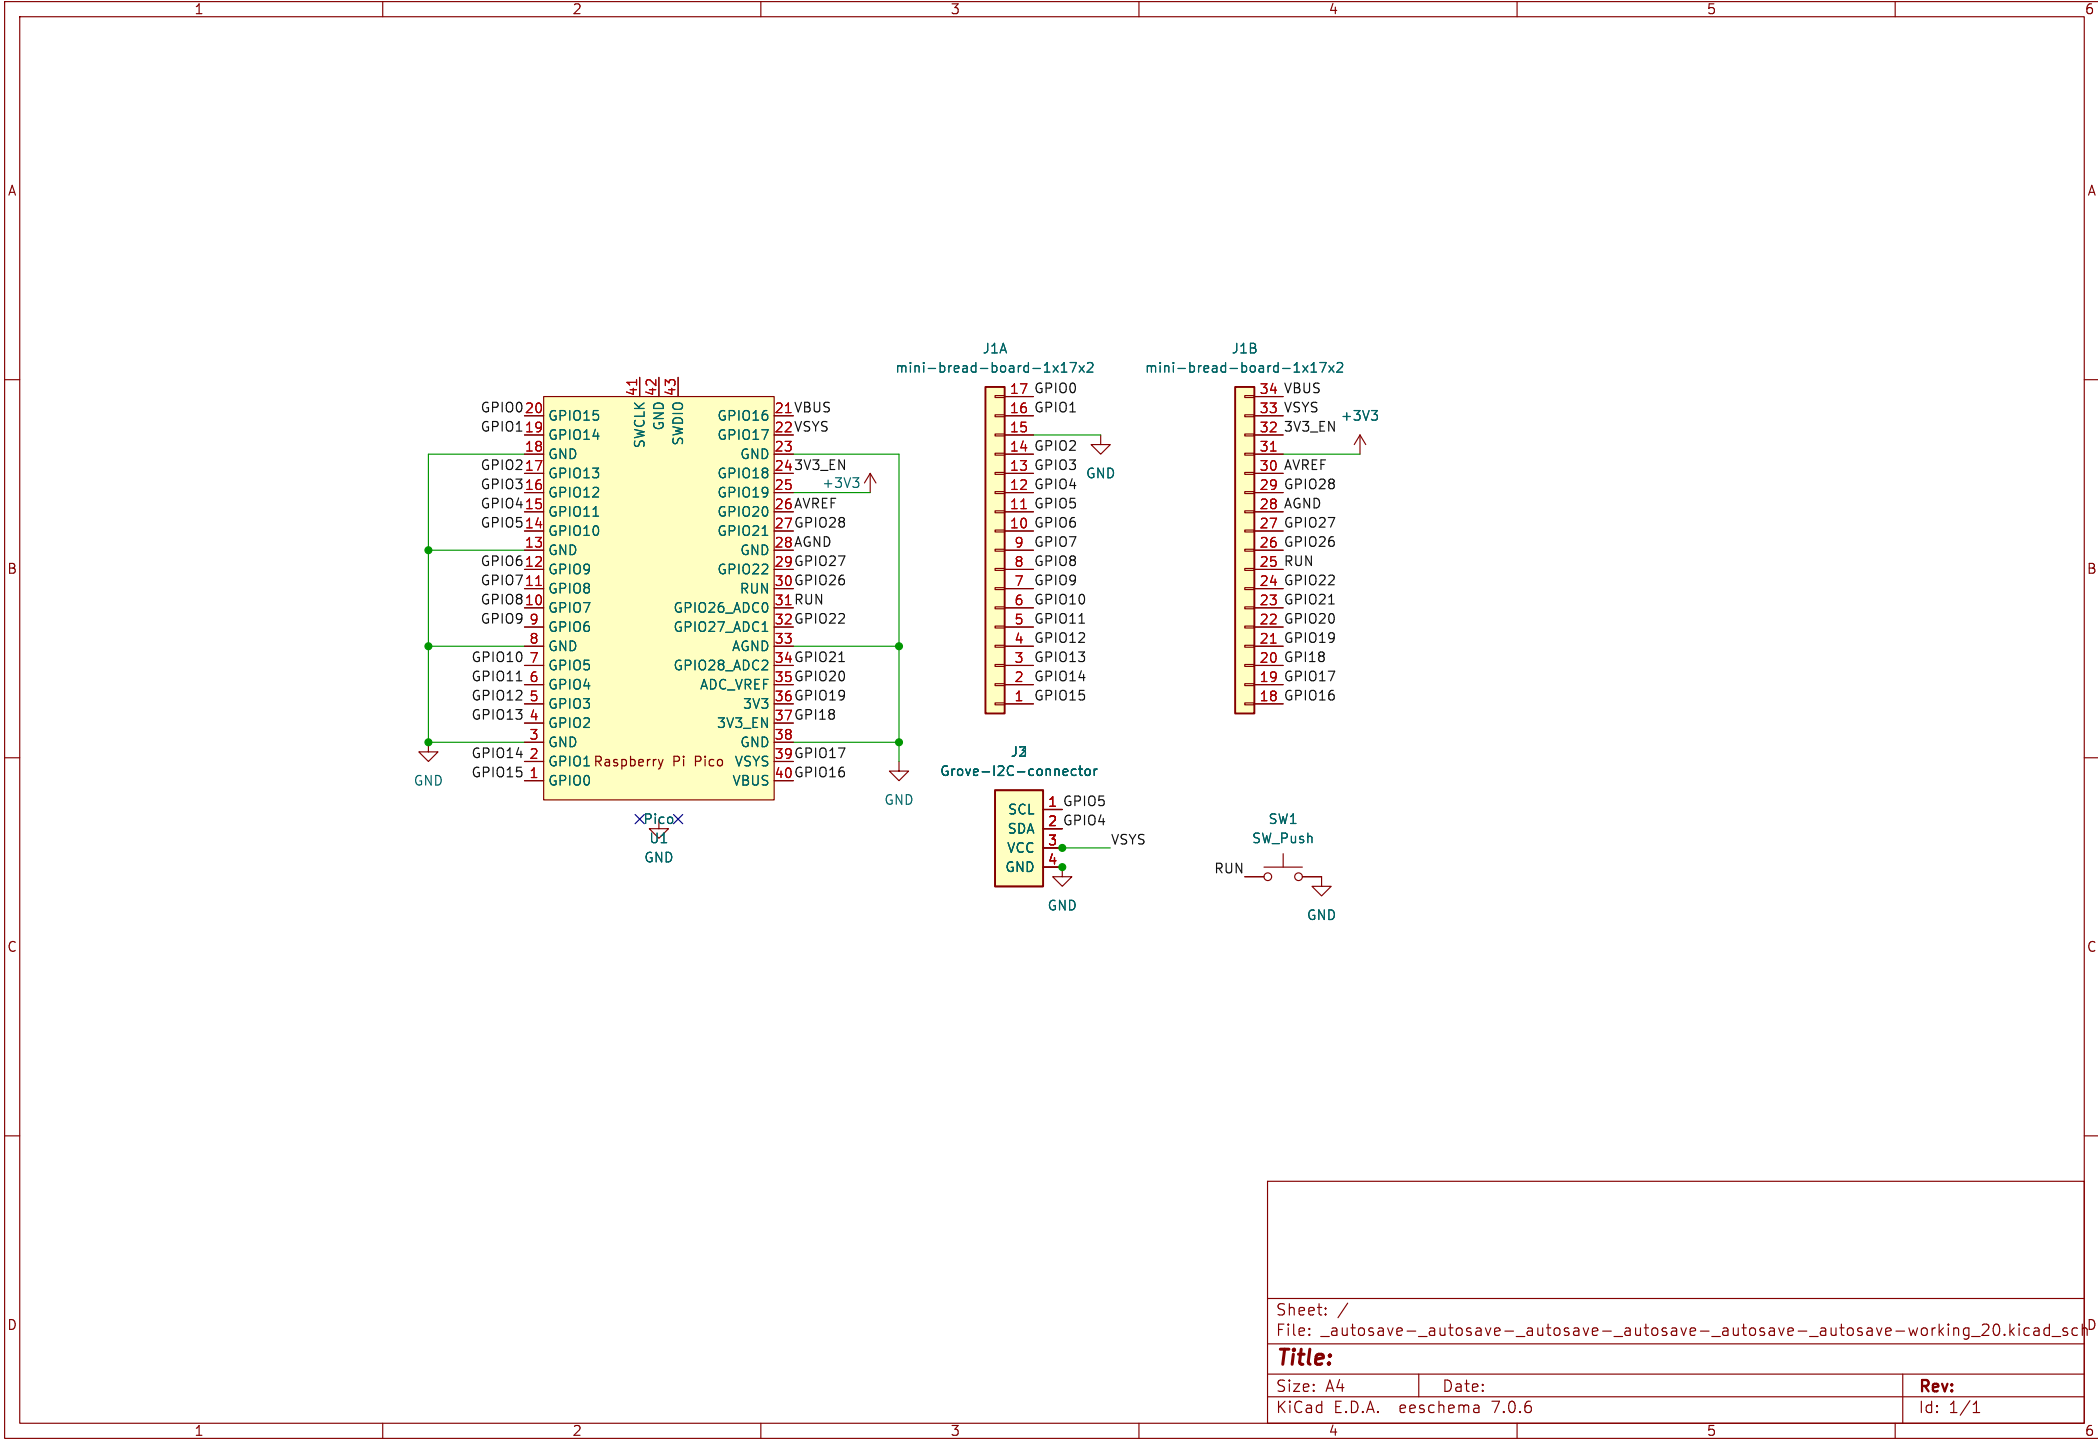 1 2 3 4 5 6
A A
B B
C C
D D
J1A
mini-bread-board-1x17x2
17 GPIO0
16 GPIO1
15
14 GPIO2
13 GPIO3
12 GPIO4
11 GPIO5
10 GPIO6
9 GPIO7
8 GPIO8
7 GPIO9
6 GPIO10
5 GPIO11
4 GPIO12
3 GPIO13
2 GPIO14
1 GPIO15
GND
J1B
mini-bread-board-1x17x2
34 VBUS
33 VSYS
32 3V3_EN
31
30 AVREF
29 GPIO28
28 AGND
27 GPIO27
26 GPIO26
25 RUN
24 GPIO22
23 GPIO21
22 GPIO20
21 GPIO19
20 GPI18
19 GPIO17
18 GPIO16
+3V3
41 42 43
SWCLK GND SWDIO
GPIO0 20 GPIO15
GPIO1 19 GPIO14
18 GND
GPIO2 17 GPIO13
GPIO3 16 GPIO12
GPIO4 15 GPIO11
GPIO5 14 GPIO10
13 GND
GPIO6 12 GPIO9
GPIO7 11 GPIO8
GPIO8 10 GPIO7
GPIO9 9 GPIO6
8 GND
GPIO10 7 GPIO5
GPIO11 6 GPIO4
GPIO12 5 GPIO3
GPIO13 4 GPIO2
3 GND
GPIO14 2 GPIO1
GPIO15 1 GPIO0
GND
Raspberry Pi Pico
GPIO16 21 VBUS
GPIO17 22 VSYS
GND 23
GPIO18 24 3V3_EN
GPIO19 25 +3V3
GPIO20 26 AVREF
GPIO21 27 GPIO28
GND 28 AGND
GPIO22 29 GPIO27
RUN 30 GPIO26
GPIO26_ADC0 31 RUN
GPIO27_ADC1 32 GPIO22
AGND 33
GPIO28_ADC2 34 GPIO21
ADC_VREF 35 GPIO20
3V3 36 GPIO19
3V3_EN 37 GPI18
GND 38
VSYS 39 GPIO17
VBUS 40 GPIO16
GND
Pico
U1
GND
Grove-I2C-connector
SCL 1 GPIO5
SDA 2 GPIO4
VCC 3 VSYS
GND 4
GND
SW1
SW_Push
RUN
GND
Sheet: /
File: _autosave-_autosave-_autosave-_autosave-_autosave-_autosave-working_20.kicad_sch
Title:
Size: A4 Date: Rev:
KiCad E.D.A. eeschema 7.0.6 Id: 1/1
1 2 3 4 5 6